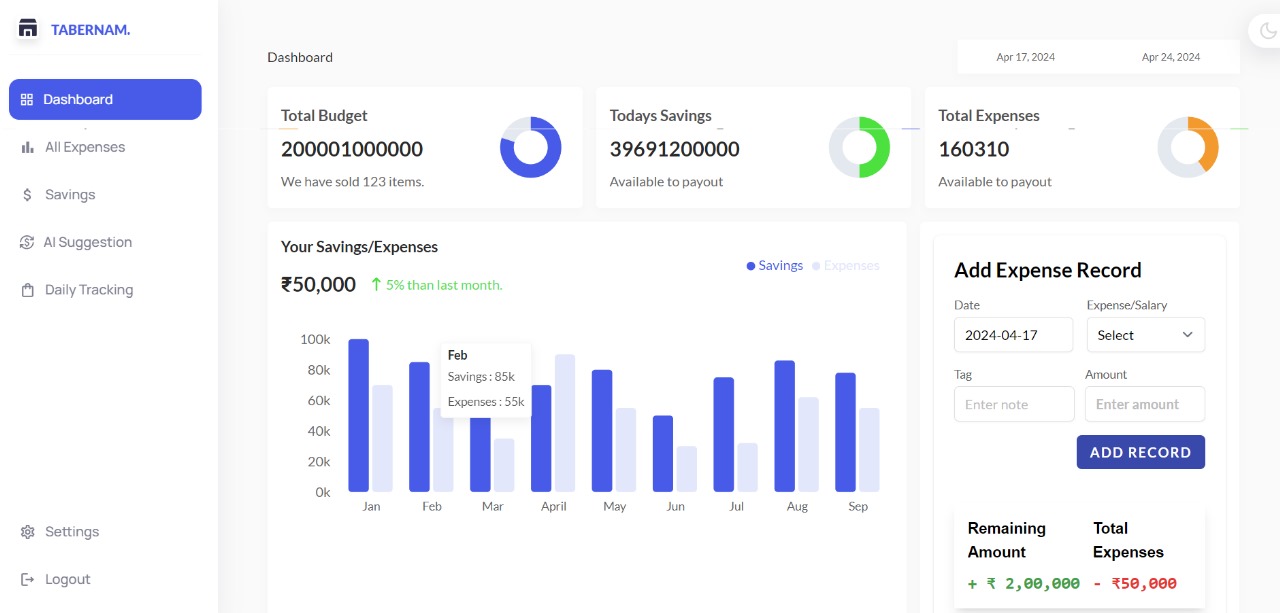 TABERNAM.
Dashboard
All Expenses
Savings
AI Suggestion
Daily Tracking
Settings
Logout
Dashboard
Apr 17, 2024 Apr 24, 2024
Total Budget
200001000000
We have sold 123 items.
Todays Savings
39691200000
Available to payout
Total Expenses
160310
Available to payout
Your Savings/Expenses
₹50,000 ↑ 5% than last month.
Savings Expenses
100k
80k
60k
40k
20k
0k
Feb
Savings : 85k
Expenses : 55k
Jan Feb Mar April May Jun Jul Aug Sep
Add Expense Record
Date Expense/Salary
2024-04-17 Select
Tag Amount
Enter note Enter amount
ADD RECORD
Remaining Total
Amount Expenses
+ ₹ 2,00,000 - ₹50,000